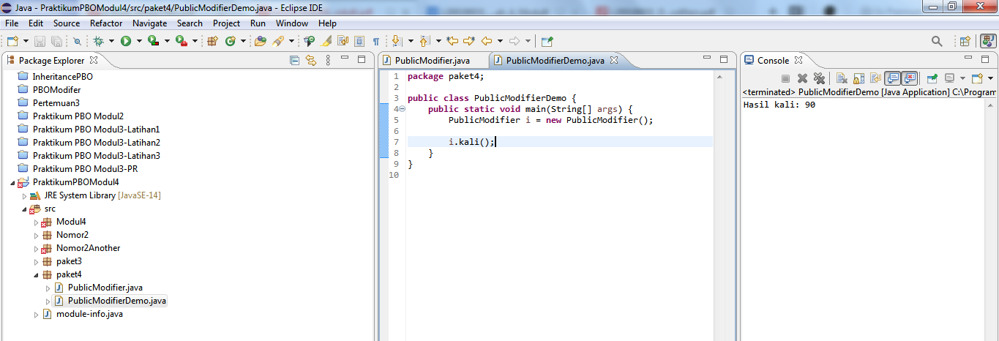 Java - PraktikumPBOModul4/src/paket4/PublicModifierDemo.java - Eclipse IDE
File Edit Source Refactor Navigate Search Project Run Window Help
Package Explorer
InheritancePBO
PBOModifer
Pertemuan3
Praktikum PBO Modul2
Praktikum PBO Modul3-Latihan1
Praktikum PBO Modul3-Latihan2
Praktikum PBO Modul3-Latihan3
Praktikum PBO Modul3-PR
PraktikumPBOModul4
JRE System Library [JavaSE-14]
src
Modul4
Nomor2
Nomor2Another
paket3
paket4
PublicModifier.java
PublicModifierDemo.java
module-info.java
PublicModifier.java PublicModifierDemo.java
1 package paket4;
2
3 public class PublicModifierDemo {
4 public static void main(String[] args) {
5 PublicModifier i = new PublicModifier();
6
7 i.kali();
8 }
9 }
10
Console
<terminated> PublicModifierDemo [Java Application] C:\Program
Hasil kali: 90